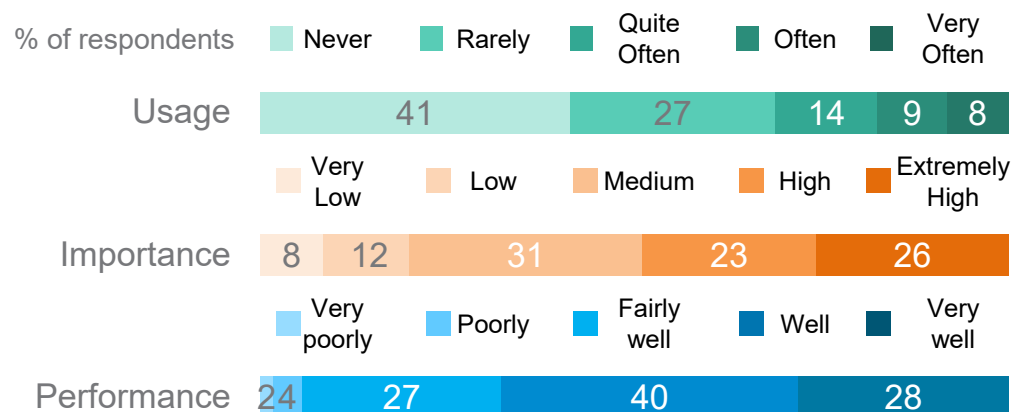 % of respondents Never Rarely Quite Often Often Very Often
Usage 41 27 14 9 8
Very Low Low Medium High Extremely High
Importance 8 12 31 23 26
Very poorly Poorly Fairly well Well Very well
Performance 2 4 27 40 28